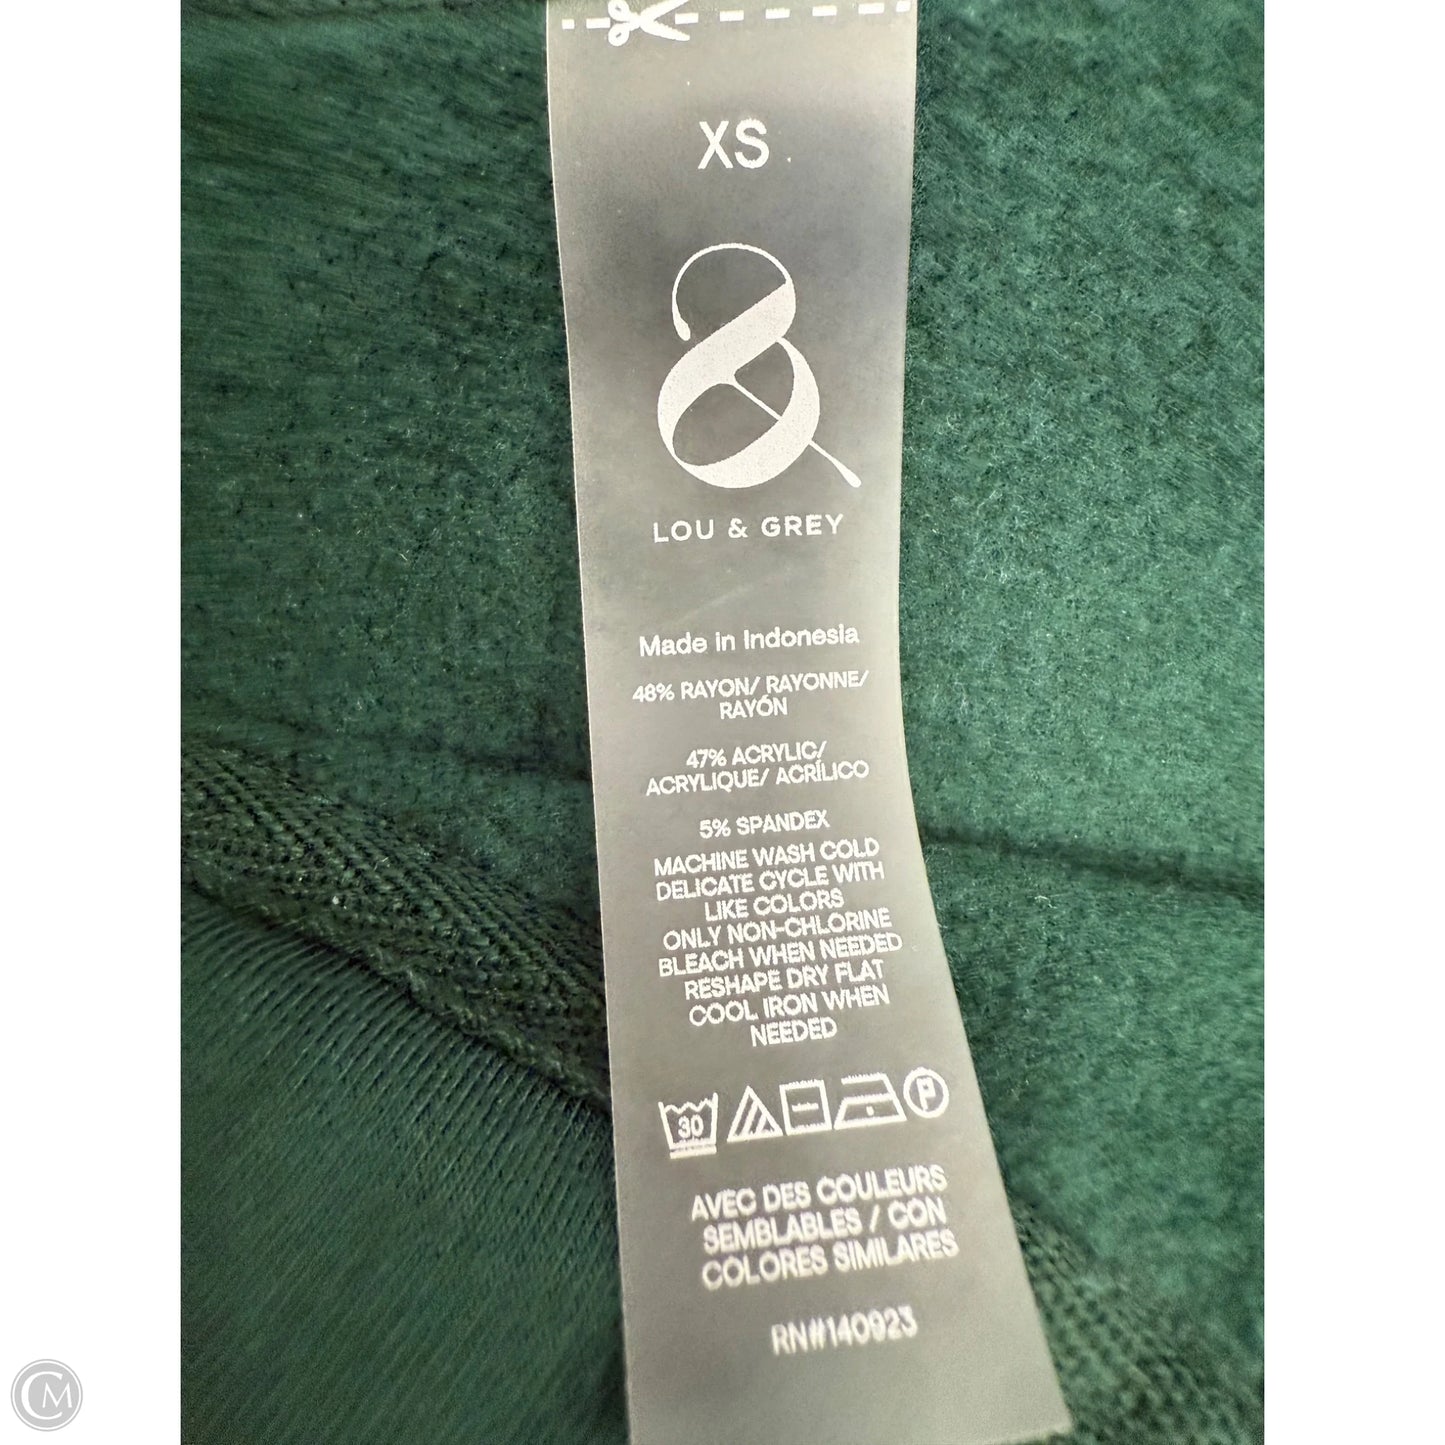 XS
&
LOU & GREY
Made in Indonesia
48% RAYON/ RAYONNE/
RAYÓN
47% ACRYLIC/
ACRYLIQUE/ ACRÍLICO
5% SPANDEX
MACHINE WASH COLD
DELICATE CYCLE WITH
LIKE COLORS
ONLY NON-CHLORINE
BLEACH WHEN NEEDED
RESHAPE DRY FLAT
COOL IRON WHEN
NEEDED
30 P
AVEC DES COULEURS
SEMBLABLES / CON
COLORES SIMILARES
RN#140923
CM